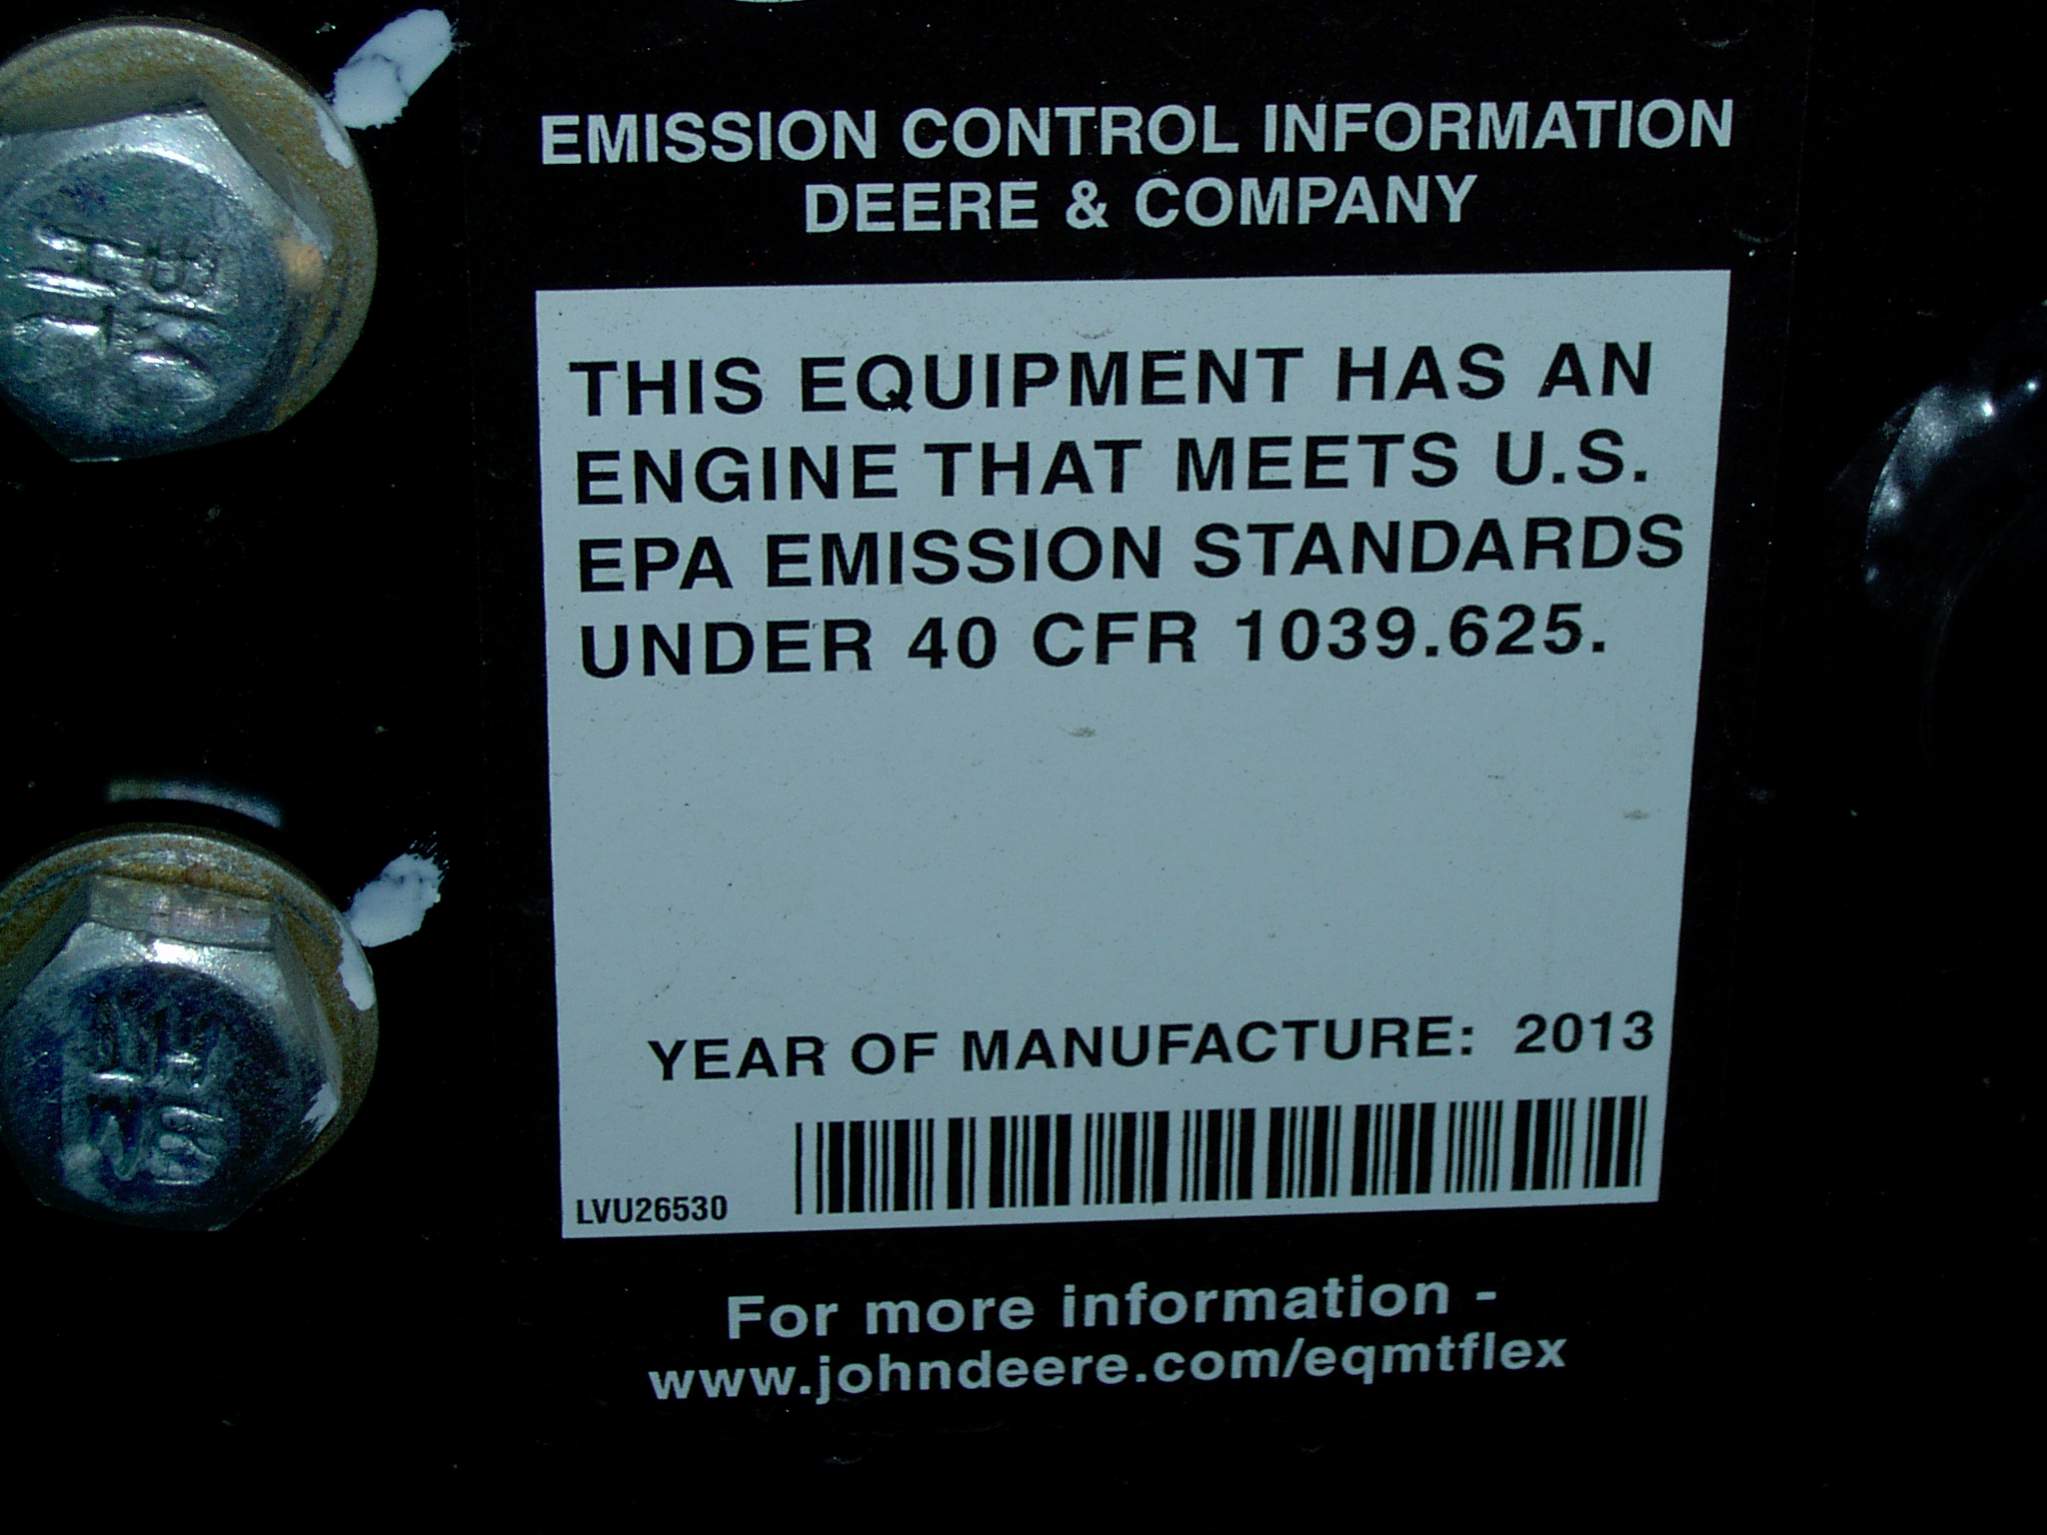 EMISSION CONTROL INFORMATION
DEERE & COMPANY
THIS EQUIPMENT HAS AN
ENGINE THAT MEETS U.S.
EPA EMISSION STANDARDS
UNDER 40 CFR 1039.625.
YEAR OF MANUFACTURE: 2013
LVU26530
For more information -
www.johndeere.com/eqmtflex